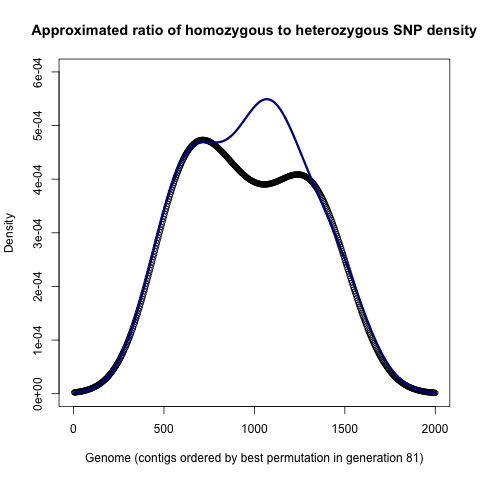 Approximated ratio of homozygous to heterozygous SNP density
6e-04
5e-04
4e-04
3e-04
2e-04
1e-04
0e+00
Density
0 500 1000 1500 2000
Genome (contigs ordered by best permutation in generation 81)